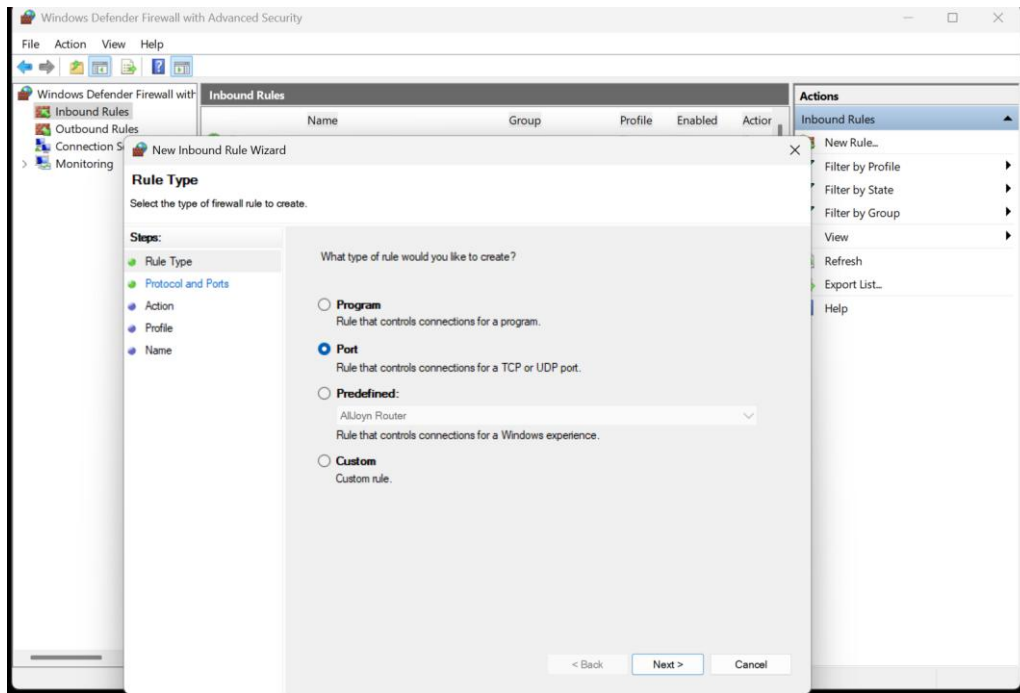 Windows Defender Firewall with Advanced Security
File Action View Help
Windows Defender Firewall with
Inbound Rules
Outbound Rules
Connection S
Monitoring
Inbound Rules
Name Group Profile Enabled Actior
Actions
Inbound Rules
New Rule...
Filter by Profile
Filter by State
Filter by Group
View
Refresh
Export List...
Help
New Inbound Rule Wizard
Rule Type
Select the type of firewall rule to create.
Steps:
Rule Type
Protocol and Ports
Action
Profile
Name
What type of rule would you like to create?
Program
Rule that controls connections for a program.
Port
Rule that controls connections for a TCP or UDP port.
Predefined:
AllJoyn Router
Rule that controls connections for a Windows experience.
Custom
Custom rule.
< Back Next > Cancel